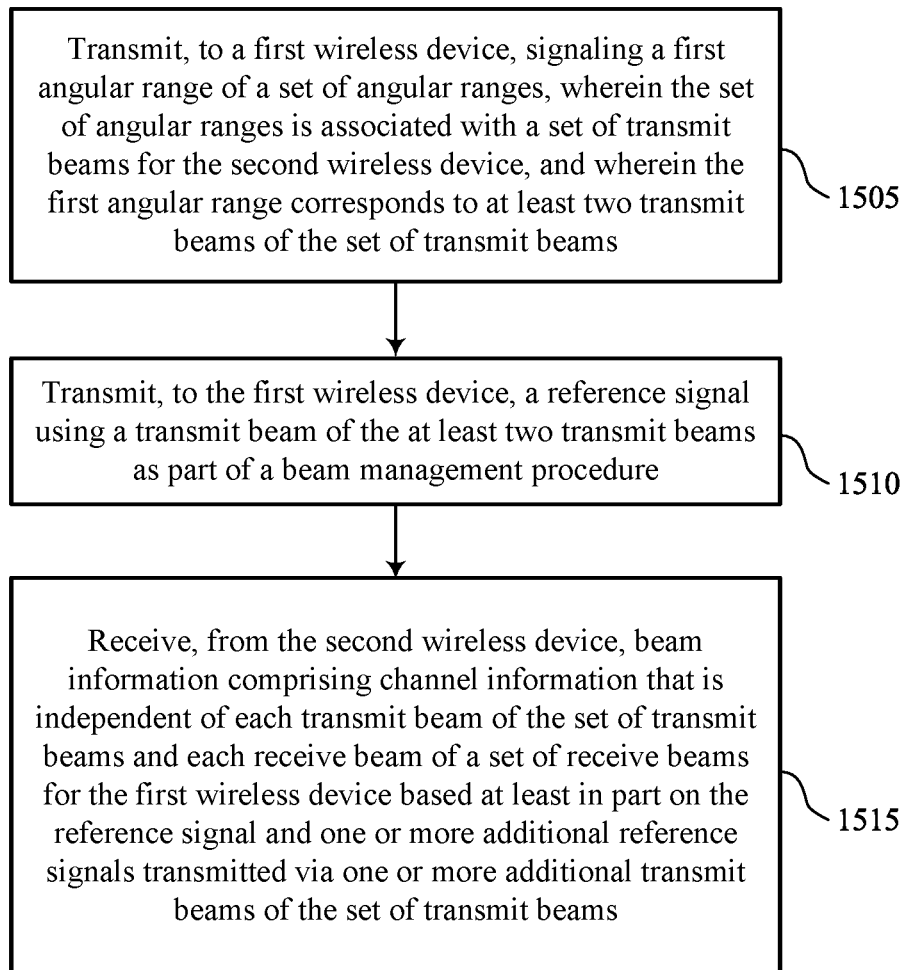 Transmit, to a first wireless device, signaling a first
angular range of a set of angular ranges, wherein the set
of angular ranges is associated with a set of transmit
beams for the second wireless device, and wherein the
first angular range corresponds to at least two transmit
beams of the set of transmit beams
1505
Transmit, to the first wireless device, a reference signal
using a transmit beam of the at least two transmit beams
as part of a beam management procedure
1510
Receive, from the second wireless device, beam
information comprising channel information that is
independent of each transmit beam of the set of transmit
beams and each receive beam of a set of receive beams
for the first wireless device based at least in part on the
reference signal and one or more additional reference
signals transmitted via one or more additional transmit
beams of the set of transmit beams
1515